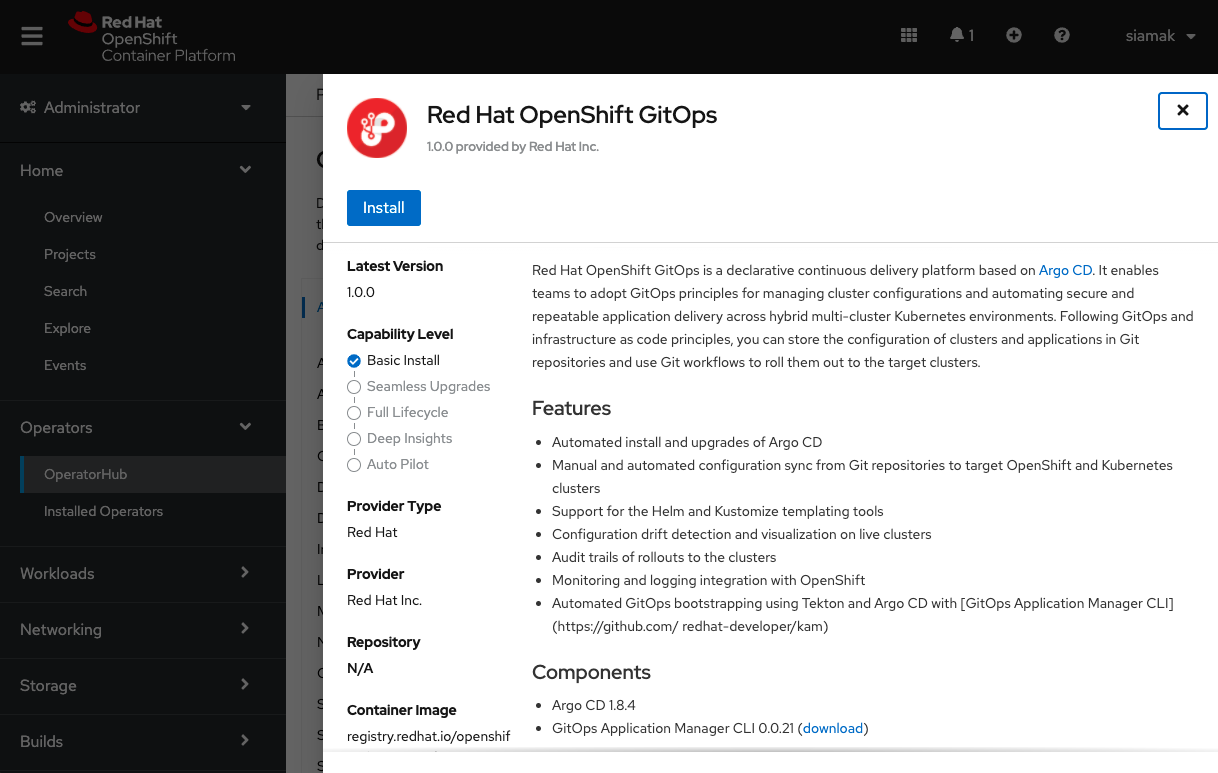 Red Hat
OpenShift
Container Platform
1
siamak
Administrator
Home
Overview
Projects
Search
Explore
Events
Operators
OperatorHub
Installed Operators
Workloads
Networking
Storage
Builds
Red Hat OpenShift GitOps
1.0.0 provided by Red Hat Inc.
Install
Latest Version
1.0.0
Capability Level
Basic Install
Seamless Upgrades
Full Lifecycle
Deep Insights
Auto Pilot
Provider Type
Red Hat
Provider
Red Hat Inc.
Repository
N/A
Container Image
registry.redhat.io/openshif
Red Hat OpenShift GitOps is a declarative continuous delivery platform based on Argo CD. It enables
teams to adopt GitOps principles for managing cluster configurations and automating secure and
repeatable application delivery across hybrid multi-cluster Kubernetes environments. Following GitOps and
infrastructure as code principles, you can store the configuration of clusters and applications in Git
repositories and use Git workflows to roll them out to the target clusters.
Features
Automated install and upgrades of Argo CD
Manual and automated configuration sync from Git repositories to target OpenShift and Kubernetes
clusters
Support for the Helm and Kustomize templating tools
Configuration drift detection and visualization on live clusters
Audit trails of rollouts to the clusters
Monitoring and logging integration with OpenShift
Automated GitOps bootstrapping using Tekton and Argo CD with [GitOps Application Manager CLI]
(https://github.com/ redhat-developer/kam)
Components
Argo CD 1.8.4
GitOps Application Manager CLI 0.0.21 (download)